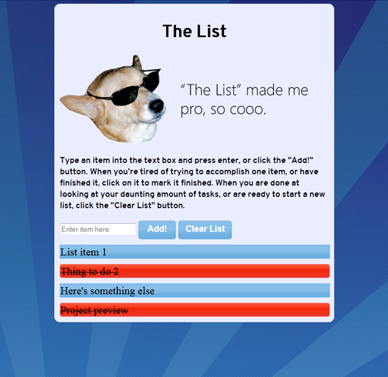 The List
“The List” made me
pro, so cooo.
Type an item into the text box and press enter, or click the "Add!"
button. When you're tired of trying to accomplish one item, or have
finished it, click on it to mark it finished. When you are done at
looking at your daunting amount of tasks, or are ready to start a new
list, click the "Clear List" button.
Enter item here Add! Clear List
List item 1
Thing to do 2
Here's something else
Project preview